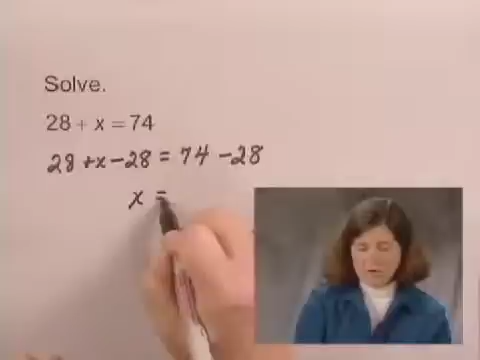 Solve.
28 + x = 74
28 + x - 28 = 74 - 28
x =